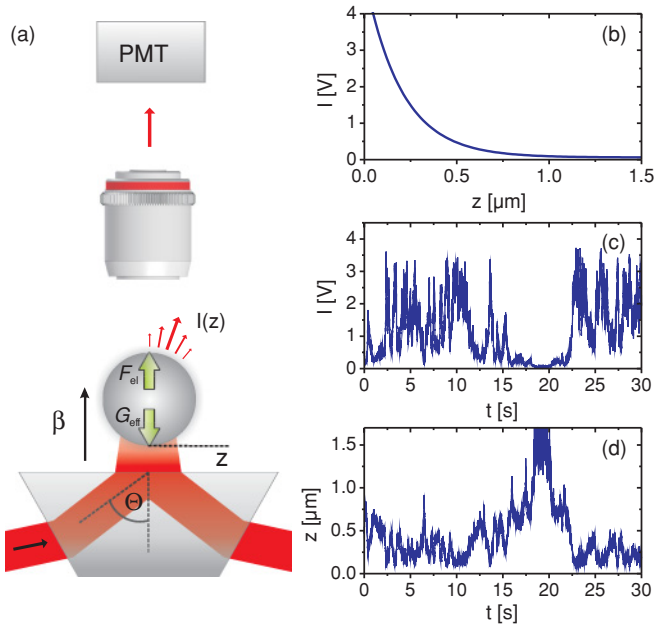 (a)
PMT
I(z)
F_el
G_eff
β
z
Θ
(b)
I [V]
4
3
2
1
0
0.0 0.5 1.0 1.5
z [μm]
(c)
I [V]
4
3
2
1
0
0 5 10 15 20 25 30
t [s]
(d)
z [μm]
1.5
1.0
0.5
0.0
0 5 10 15 20 25 30
t [s]